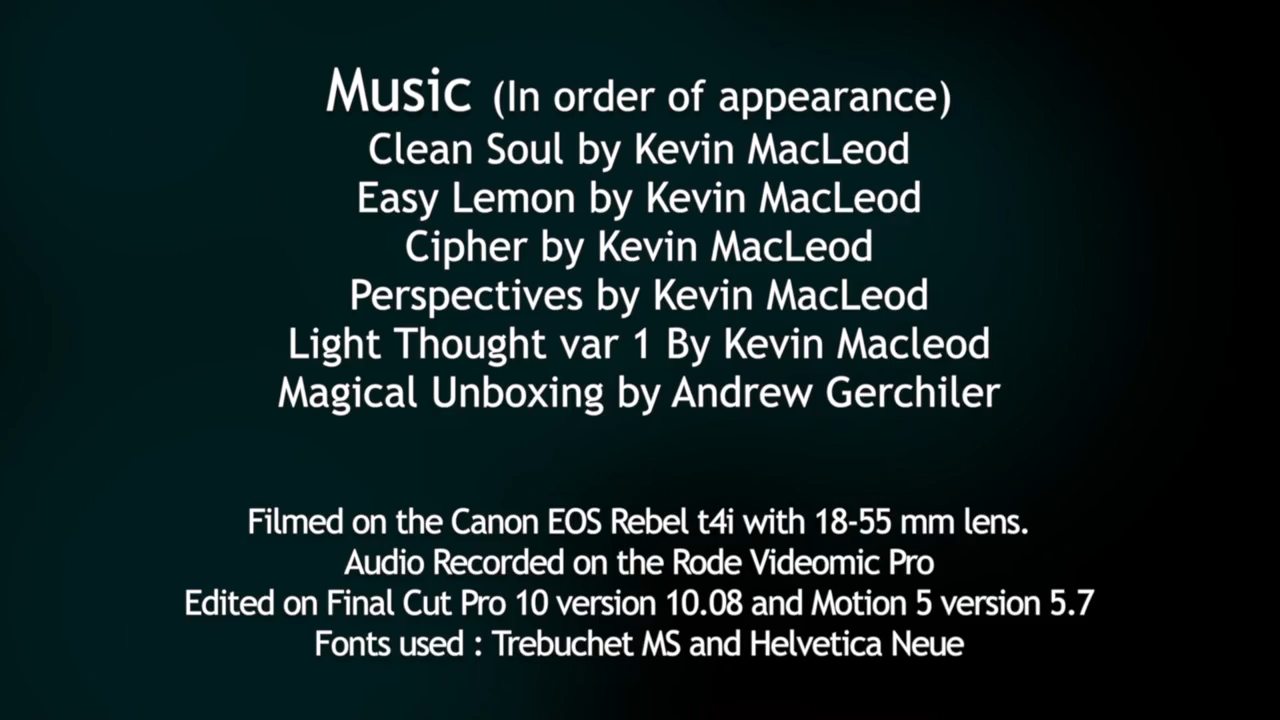 Music (In order of appearance)
Clean Soul by Kevin MacLeod
Easy Lemon by Kevin MacLeod
Cipher by Kevin MacLeod
Perspectives by Kevin MacLeod
Light Thought var 1 By Kevin Macleod
Magical Unboxing by Andrew Gerchiler
Filmed on the Canon EOS Rebel t4i with 18-55 mm lens.
Audio Recorded on the Rode Videomic Pro
Edited on Final Cut Pro 10 version 10.08 and Motion 5 version 5.7
Fonts used : Trebuchet MS and Helvetica Neue